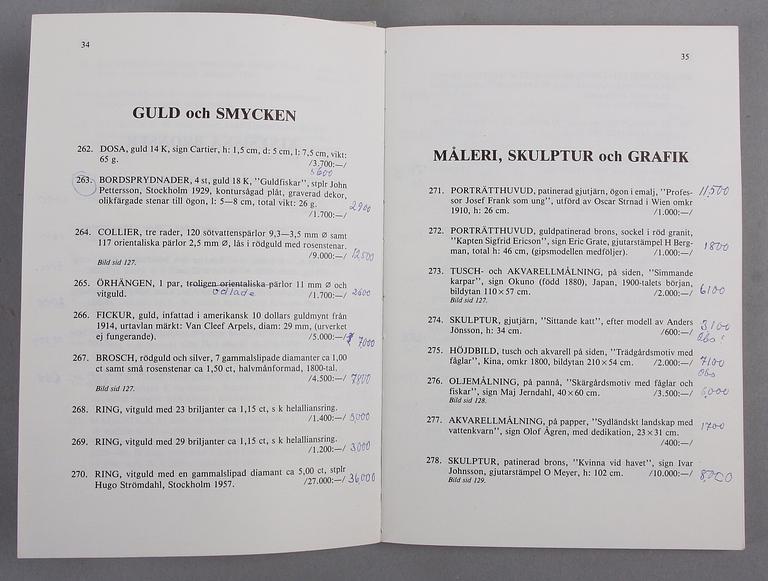 34
GULD och SMYCKEN
262. DOSA, guld 14 K, sign Cartier, h: 1,5 cm, d: 5 cm, l: 7,5 cm, vikt:
65 g. /3.700:—/
5600
263. BORDSPRYDNADER, 4 st, guld 18 K, "Guldfiskar", stplr John
Pettersson, Stockholm 1929, kontursågad plåt, graverad dekor,
olikfärgade stenar till ögon, l: 5—8 cm, total vikt: 26 g.
/1.700:—/ 2900
264. COLLIER, tre rader, 120 sötvattenspärlor 9,3—3,5 mm ø samt
117 orientaliska pärlor 2,5 mm ø, lås i rödguld med rosenstenar.
Bild sid 127. /9.000:—/ 12500
265. ÖRHÄNGEN, 1 par, troligen orientaliska pärlor 11 mm ø och
odlade
vitguld. /1.700:—/ 2600
266. FICKUR, guld, infattad i amerikansk 10 dollars guldmynt från
1914, urtavlan märkt: Van Cleef Arpels, diam: 29 mm, (urverket
ej fungerande). /5.000:—/ 7000
267. BROSCH, rödguld och silver, 7 gammalslipade diamanter ca 1,00
ct samt små rosenstenar ca 1,50 ct, halvmånformad, 1800-tal.
/4.500:—/ 7800
Bild sid 127.
268. RING, vitguld med 23 briljanter ca 1,15 ct, s k helalliansring.
/1.400:—/ 3000
269. RING, vitguld med 29 briljanter ca 1,15 ct, s k helalliansring.
/1.200:—/ 3000
270. RING, vitguld med en gammalslipad diamant ca 5,00 ct, stplr
Hugo Strömdahl, Stockholm 1957. /27.000:—/ 36000
35
MÅLERI, SKULPTUR och GRAFIK
271. PORTRÄTTHUVUD, patinerad gjutjärn, ögon i emalj, "Profes- 11,500
sor Josef Frank som ung", utförd av Oscar Strnad i Wien omkr
1910, h: 26 cm. /1.000:—/
272. PORTRÄTTHUVUD, guldpatinerad brons, sockel i röd granit,
"Kapten Sigfrid Ericson", sign Eric Grate, gjutarstämpel H Berg-
man, total h: 46 cm, (gipsmodellen medföljer). /1.000:—/ 1800
273. TUSCH- och AKVARELLMÅLNING, på siden, "Simmande
karpar", sign Okuno (född 1880), Japan, 1900-talets början,
bildytan 110×57 cm. /2.000:—/ 6100
Bild sid 127.
274. SKULPTUR, gjutjärn, "Sittande katt", efter modell av Anders 3100
Jönsson, h: 34 cm. /600:—/ Obs!
275. HÖJDBILD, tusch och akvarell på siden, "Trädgårdsmotiv med
fåglar", Kina, omkr 1800, bildytan 210×54 cm. /2.000:—/ 7100
Obs
276. OLJEMÅLNING, på pannå, "Skärgårdsmotiv med fåglar och
fiskar", sign Maj Jerndahl, 40×60 cm. /3.500:—/ 6,000
Bild sid 128.
277. AKVARELLMÅLNING, på papper, "Sydländskt landskap med 1700
vattenkvarn", sign Olof Ågren, med dedikation, 23×31 cm.
/400:—/
278. SKULPTUR, patinerad brons, "Kvinna vid havet", sign Ivar
Johnsson, gjutarstämpel O Meyer, h: 102 cm. /10.000:—/
Bild sid 129.